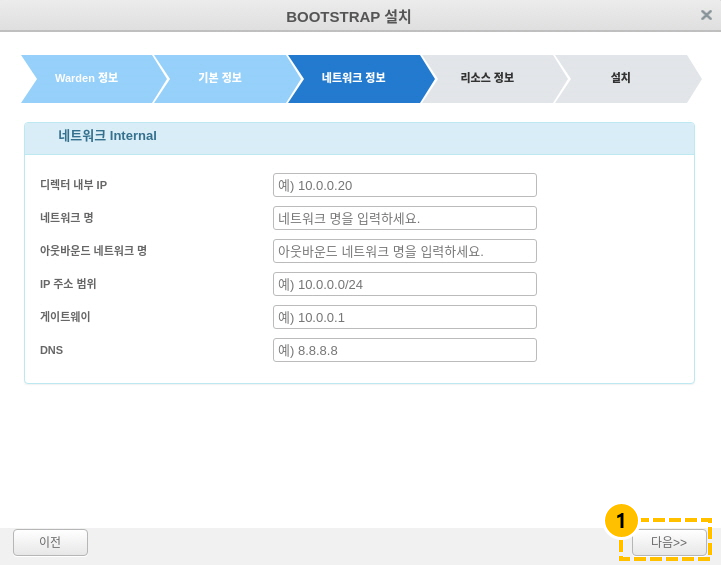 BOOTSTRAP 설치
Warden 정보
기본 정보
네트워크 정보
리소스 정보
설치
네트워크 Internal
디렉터 내부 IP
예) 10.0.0.20
네트워크 명
네트워크 명을 입력하세요.
아웃바운드 네트워크 명
아웃바운드 네트워크 명을 입력하세요.
IP 주소 범위
예) 10.0.0.0/24
게이트웨이
예) 10.0.0.1
DNS
예) 8.8.8.8
이전
1
다음>>